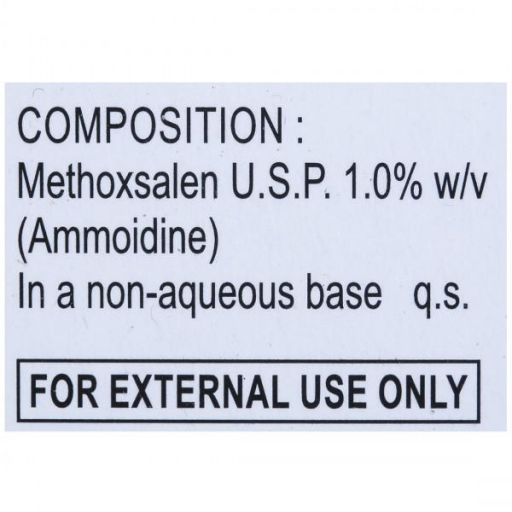 COMPOSITION :
Methoxsalen U.S.P. 1.0% w/v
(Ammoidine)
In a non-aqueous base q.s.
FOR EXTERNAL USE ONLY